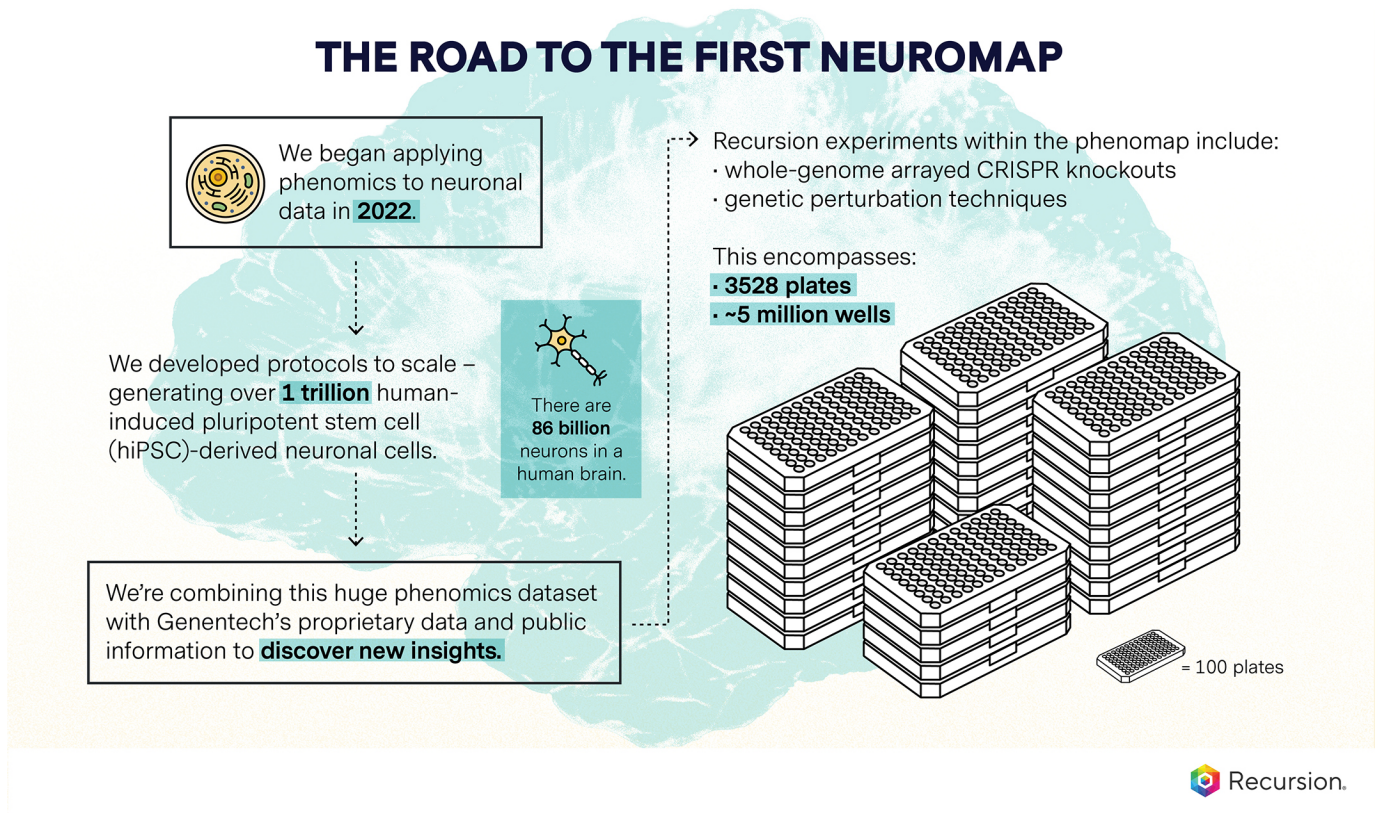 THE ROAD TO THE FIRST NEUROMAP
We began applying
phenomics to neuronal
data in 2022.
We developed protocols to scale –
generating over 1 trillion human-
induced pluripotent stem cell
(hiPSC)-derived neuronal cells.
There are
86 billion
neurons in a
human brain.
We’re combining this huge phenomics dataset
with Genentech’s proprietary data and public
information to discover new insights.
Recursion experiments within the phenomap include:
· whole-genome arrayed CRISPR knockouts
· genetic perturbation techniques
This encompasses:
· 3528 plates
· ~5 million wells
= 100 plates
Recursion.